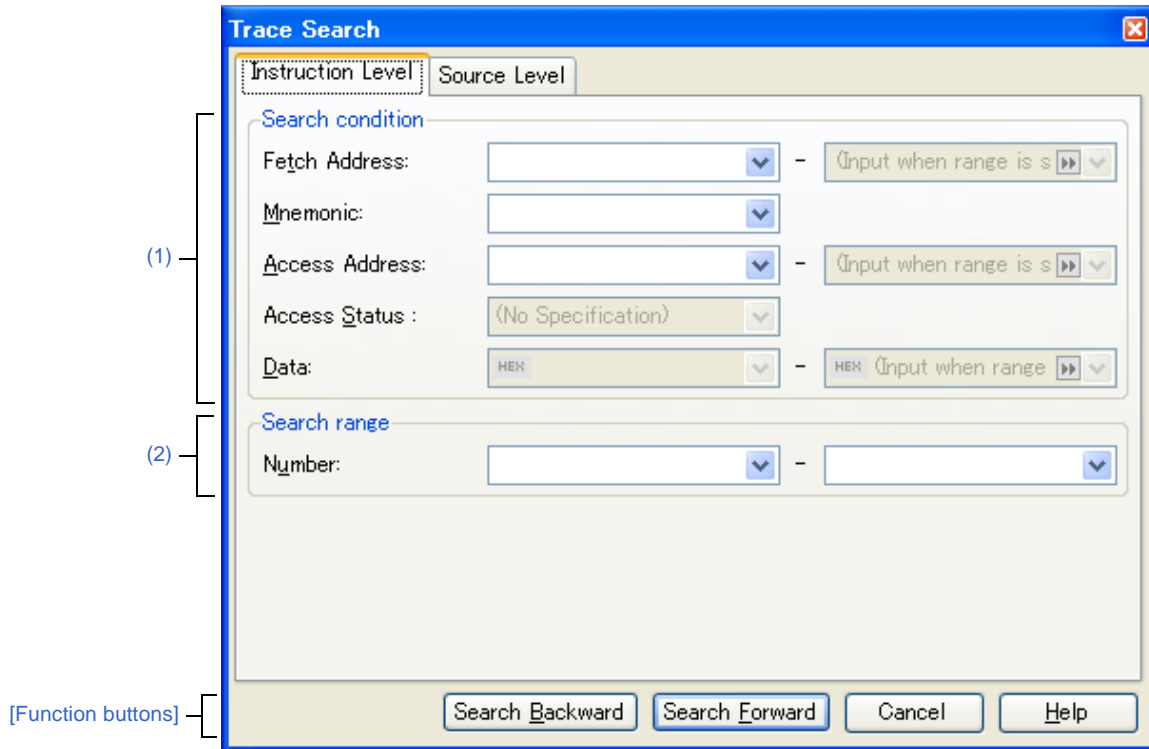 Trace Search
Instruction Level Source Level
Search condition
Fetch Address: - (Input when range is s
Mnemonic:
(1)
Access Address: - (Input when range is s
Access Status : (No Specification)
Data: HEX - HEX (Input when range
Search range
(2)
Number: -
[Function buttons]
Search Backward Search Forward Cancel Help